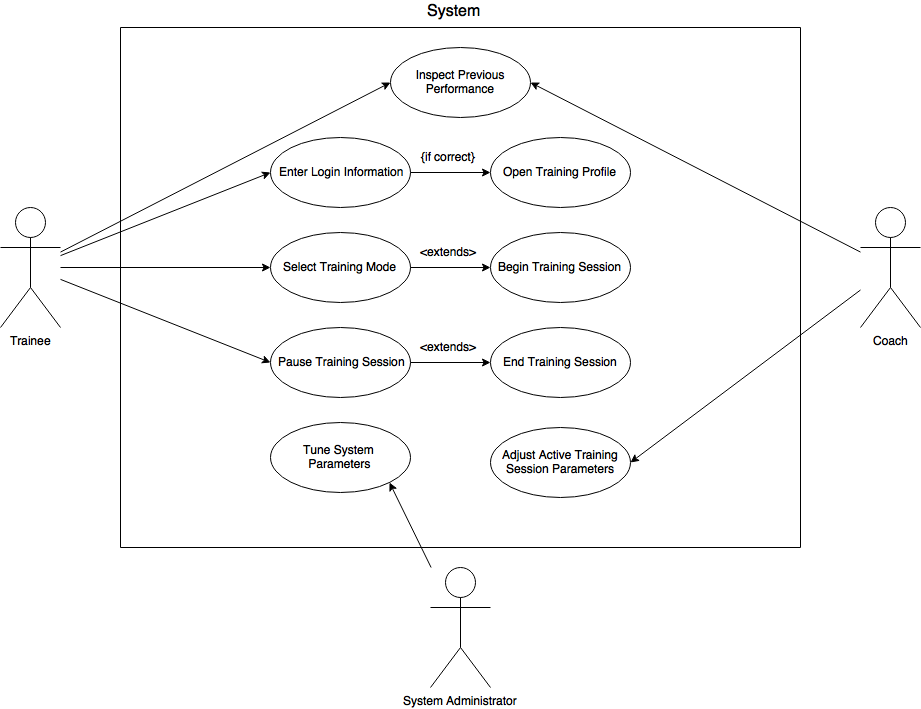 System
Inspect Previous
Performance
{if correct}
Enter Login Information
Open Training Profile
<extends>
Select Training Mode
Begin Training Session
Trainee
Coach
<extends>
Pause Training Session
End Training Session
Tune System
Parameters
Adjust Active Training
Session Parameters
System Administrator